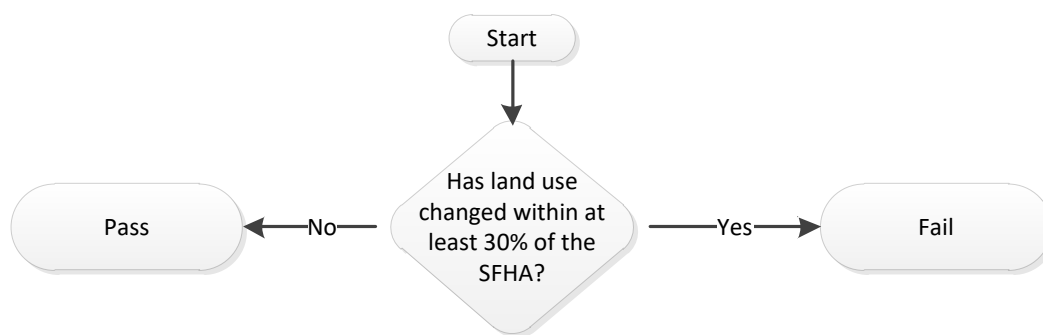 Start
Has land use
changed within at
least 30% of the
SFHA?
Pass
No
Yes
Fail